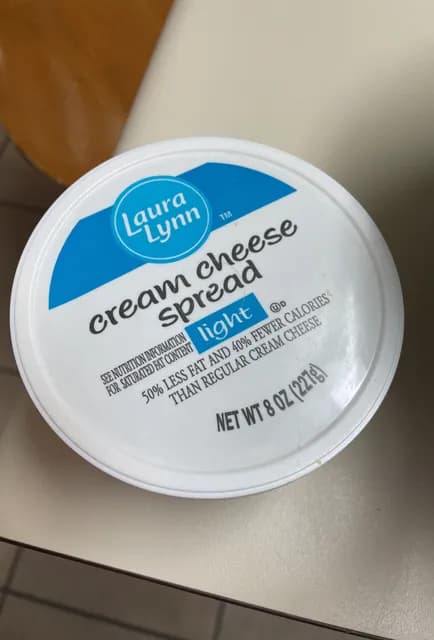 Laura
Lynn
TM
cream cheese
spread
light
SEE NUTRITION INFORMATION
FOR SATURATED FAT CONTENT
50% LESS FAT AND 40% FEWER CALORIES
THAN REGULAR CREAM CHEESE
NET WT 8 OZ (227g)